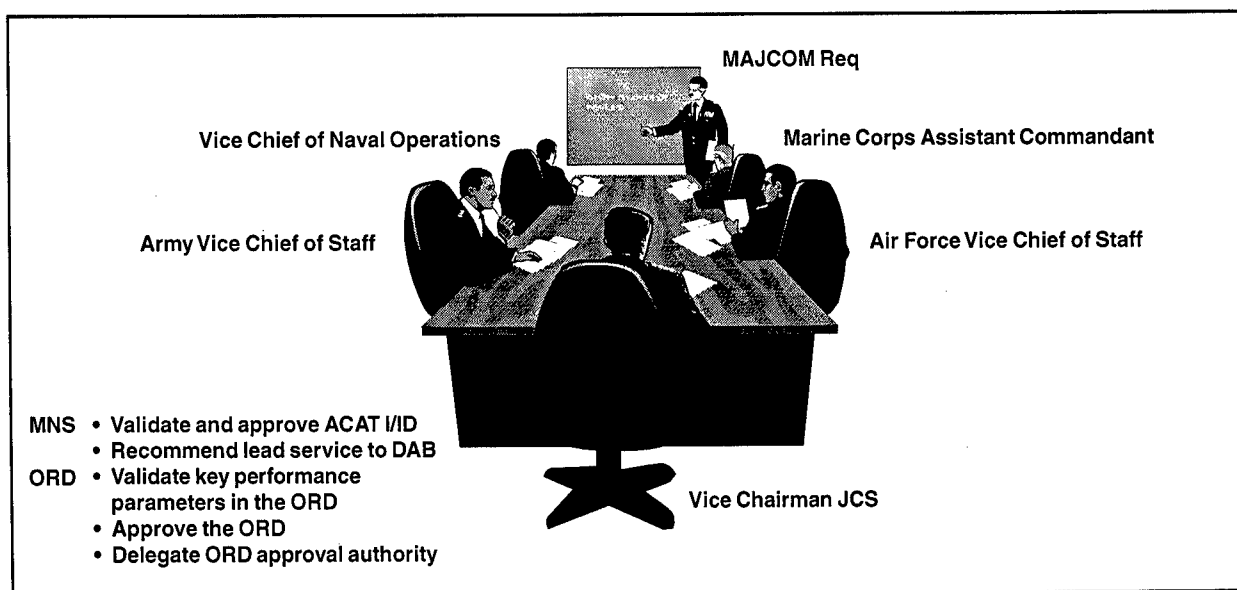 MAJCOM Req
Vice Chief of Naval Operations
Marine Corps Assistant Commandant
Army Vice Chief of Staff
Air Force Vice Chief of Staff
MNS • Validate and approve ACAT I/ID
• Recommend lead service to DAB
ORD • Validate key performance
parameters in the ORD
• Approve the ORD
• Delegate ORD approval authority
Vice Chairman JCS